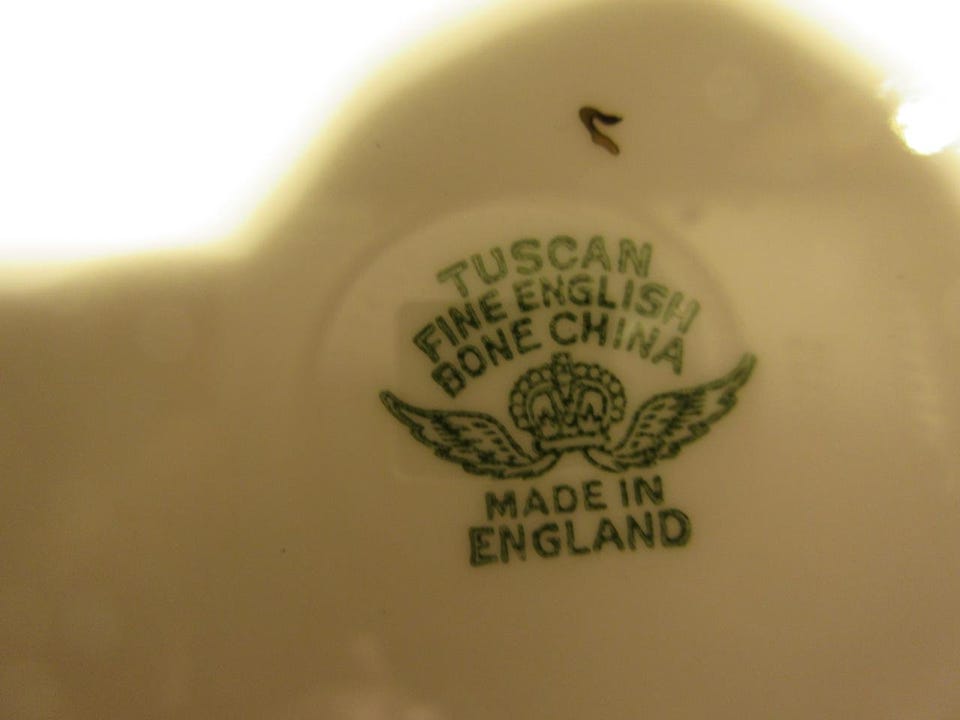 TUSCAN
FINE ENGLISH
BONE CHINA
MADE IN
ENGLAND